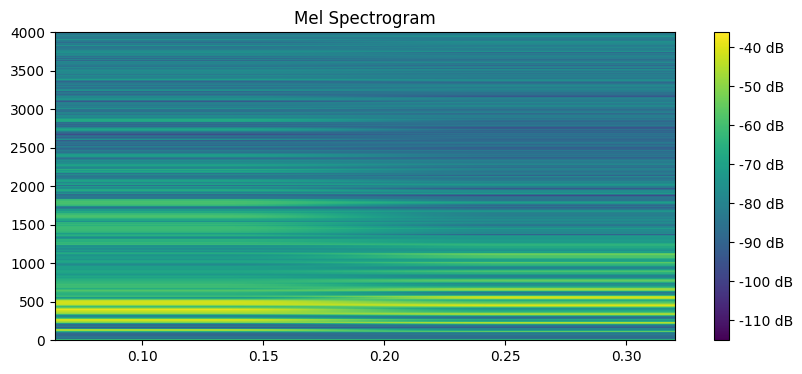 Mel Spectrogram
4000
3500
3000
2500
2000
1500
1000
500
0
0.10
0.15
0.20
0.25
0.30
-40 dB
-50 dB
-60 dB
-70 dB
-80 dB
-90 dB
-100 dB
-110 dB